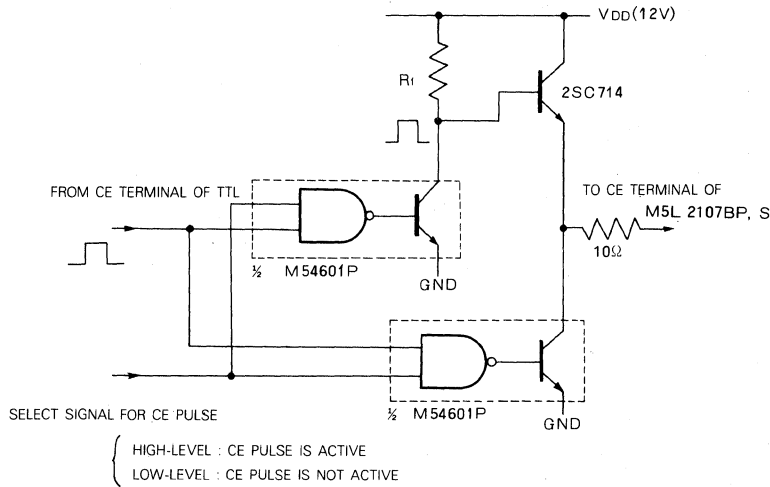 VDD(12V)
R1
2SC714
FROM CE TERMINAL OF TTL
TO CE TERMINAL OF
M5L 2107BP, S
10Ω
½ M54601P
GND
½ M54601P
GND
SELECT SIGNAL FOR CE PULSE
HIGH-LEVEL : CE PULSE IS ACTIVE
LOW-LEVEL : CE PULSE IS NOT ACTIVE